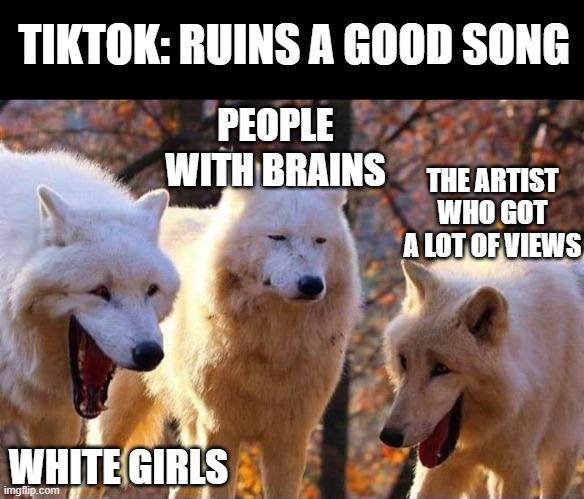 TIKTOK: RUINS A GOOD SONG
PEOPLE
WITH BRAINS
THE ARTIST
WHO GOT
A LOT OF VIEWS
WHITE GIRLS
imgflip.com